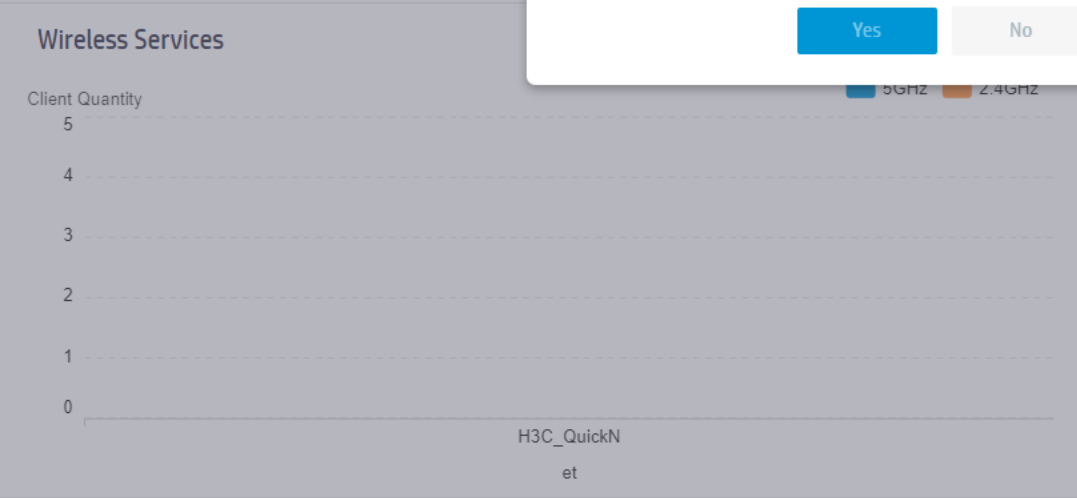 Yes No
Wireless Services
Client Quantity
5GHz 2.4GHz
5
4
3
2
1
0
H3C_QuickN
et